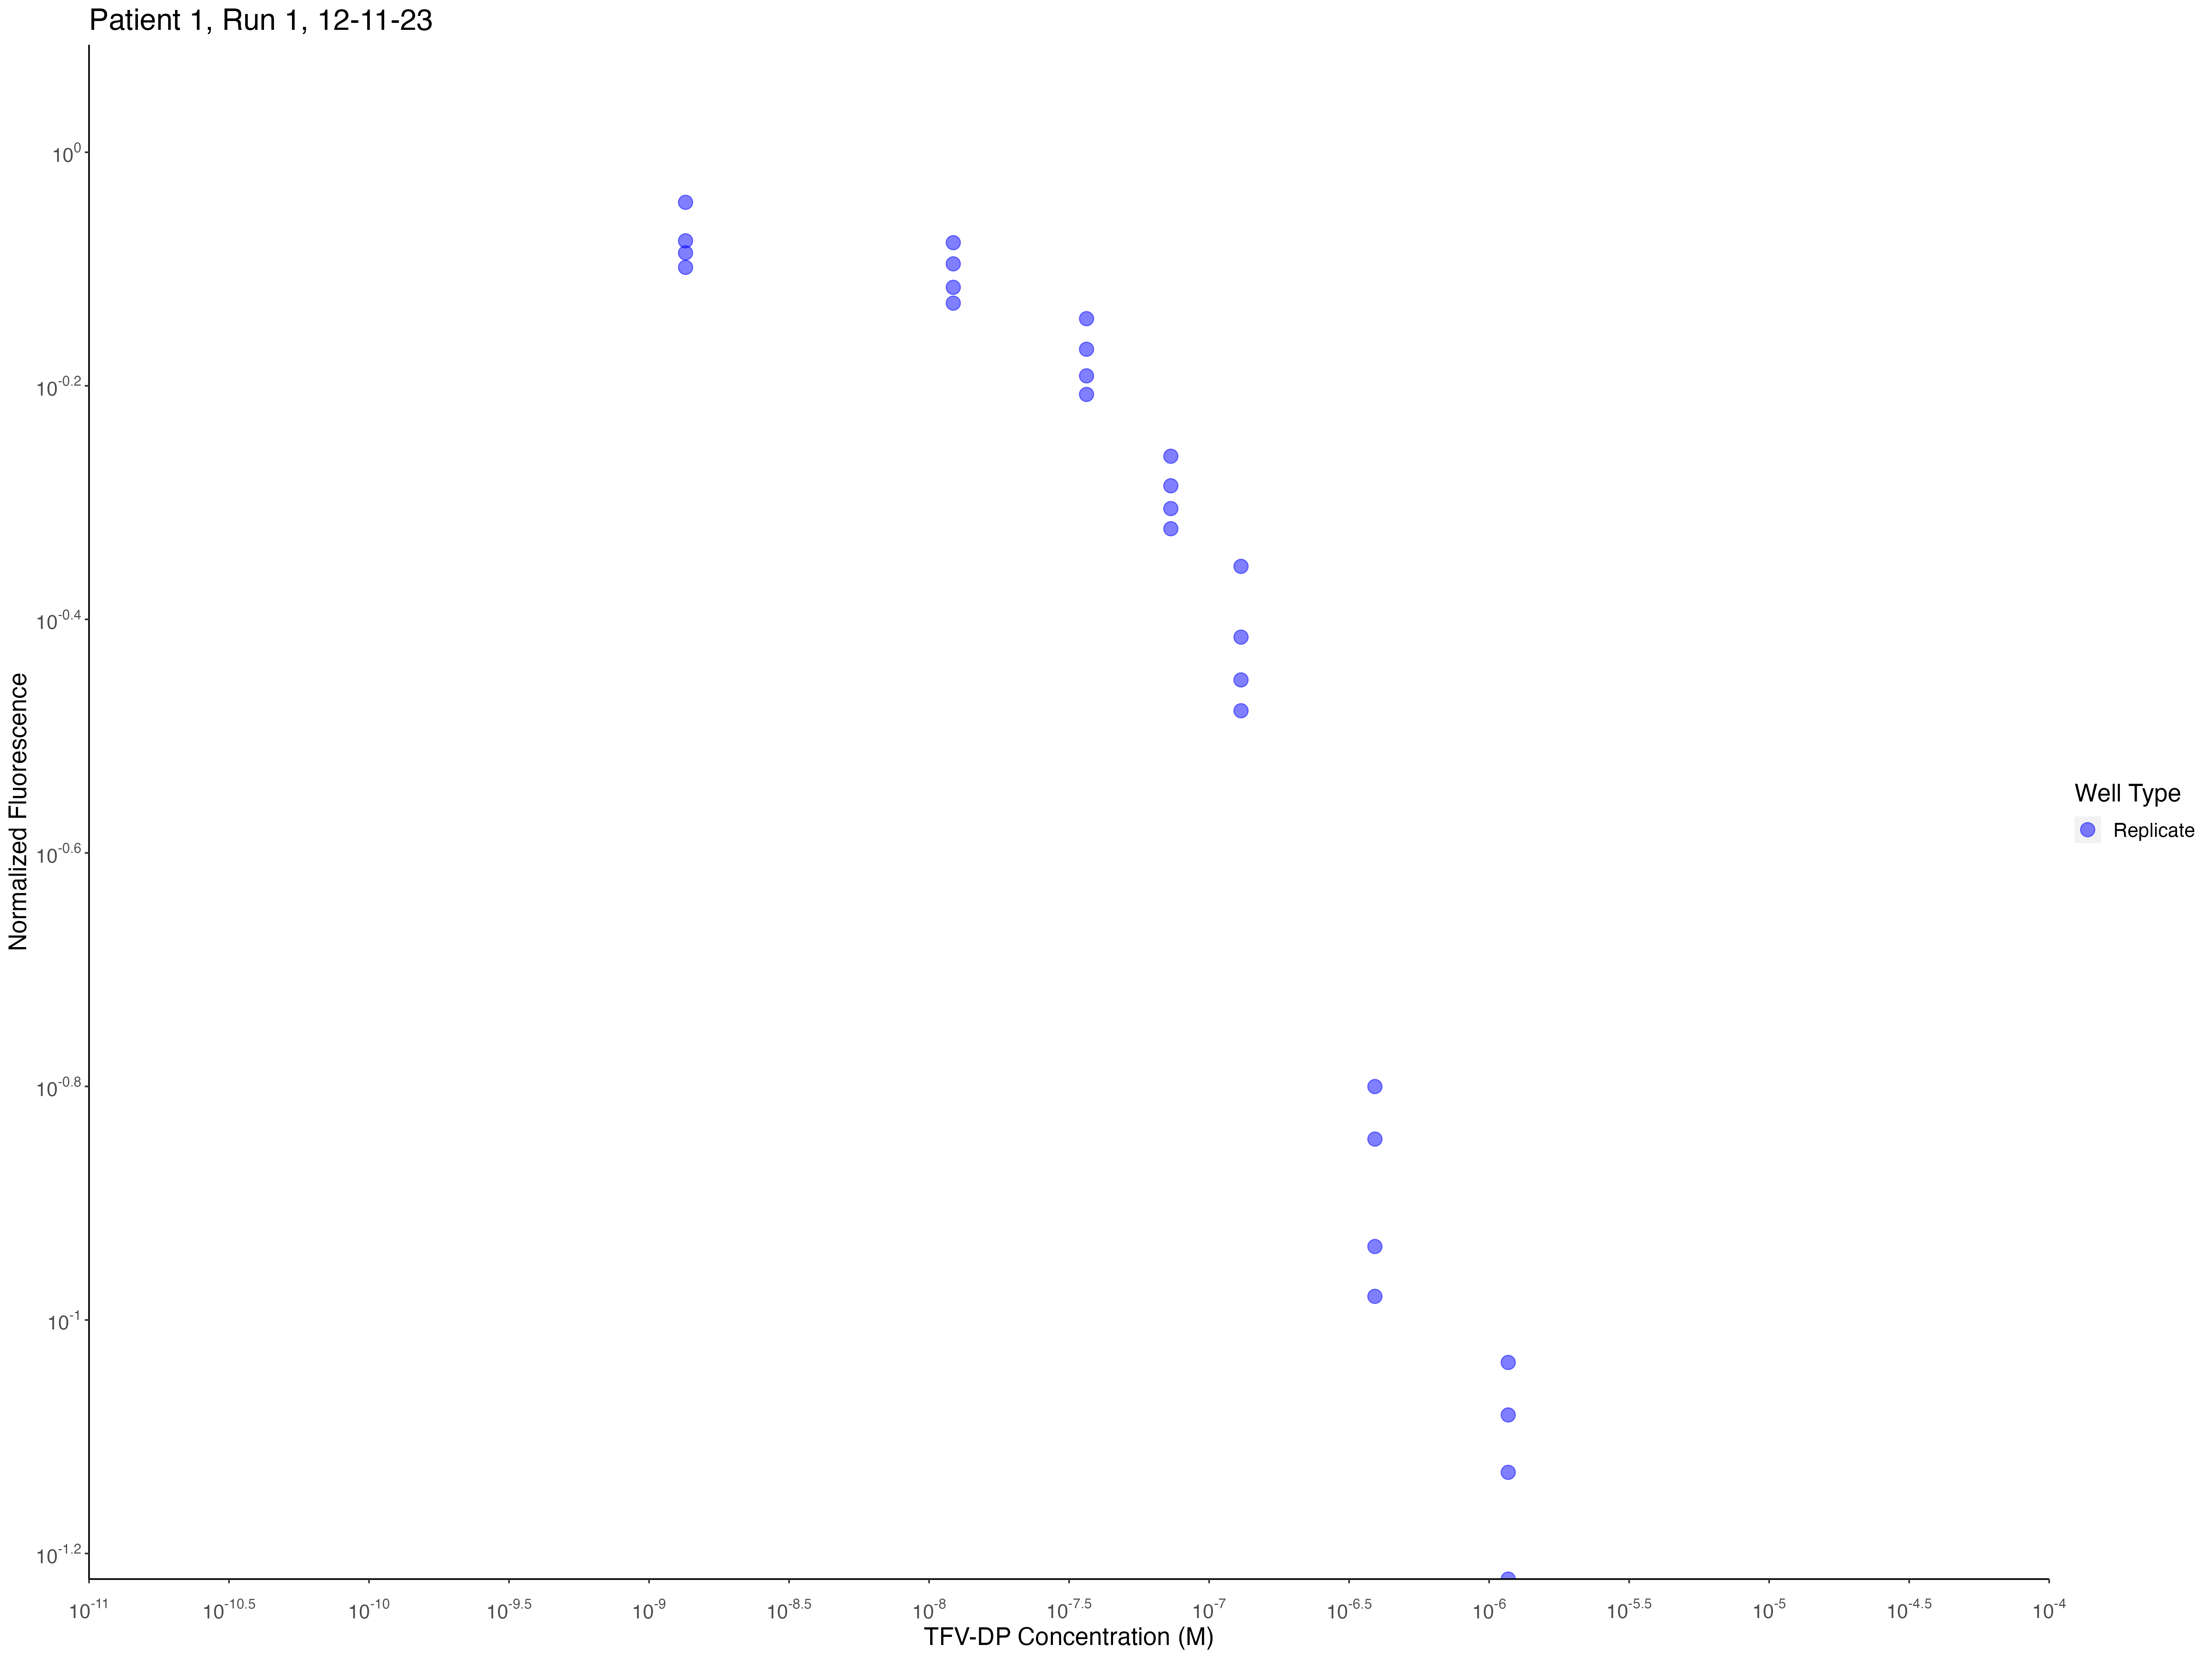 Patient 1, Run 1, 12-11-23
Normalized Fluorescence
10^0
10^-0.2
10^-0.4
10^-0.6
10^-0.8
10^-1
10^-1.2
10^-11 10^-10.5 10^-10 10^-9.5 10^-9 10^-8.5 10^-8 10^-7.5 10^-7 10^-6.5 10^-6 10^-5.5 10^-5 10^-4.5 10^-4
TFV-DP Concentration (M)
Well Type
Replicate